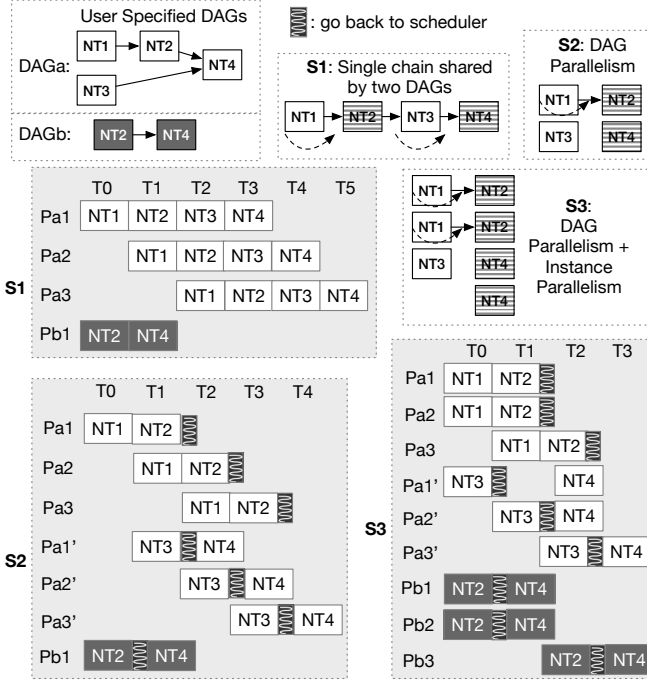 User Specified DAGs
DAGa:
NT1 NT2 NT4
NT3
DAGb: NT2 NT4
: go back to scheduler
S1: Single chain shared
by two DAGs
NT1 NT2 NT3 NT4
S2: DAG
Parallelism
NT1 NT2
NT3 NT4
T0 T1 T2 T3 T4 T5
Pa1 NT1 NT2 NT3 NT4
Pa2 NT1 NT2 NT3 NT4
Pa3 NT1 NT2 NT3 NT4
S1
Pb1 NT2 NT4
NT1 NT2
NT1 NT2
NT3 NT4
NT4
S3:
DAG
Parallelism +
Instance
Parallelism
T0 T1 T2 T3 T4
Pa1 NT1 NT2
Pa2 NT1 NT2
Pa3 NT1 NT2
Pa1' NT3 NT4
S2
Pa2' NT3 NT4
Pa3' NT3 NT4
Pb1 NT2 NT4
T0 T1 T2 T3
Pa1 NT1 NT2
Pa2 NT1 NT2
Pa3 NT1 NT2
Pa1' NT3 NT4
Pa2' NT3 NT4
S3
Pa3' NT3 NT4
Pb1 NT2 NT4
Pb2 NT2 NT4
Pb3 NT2 NT4